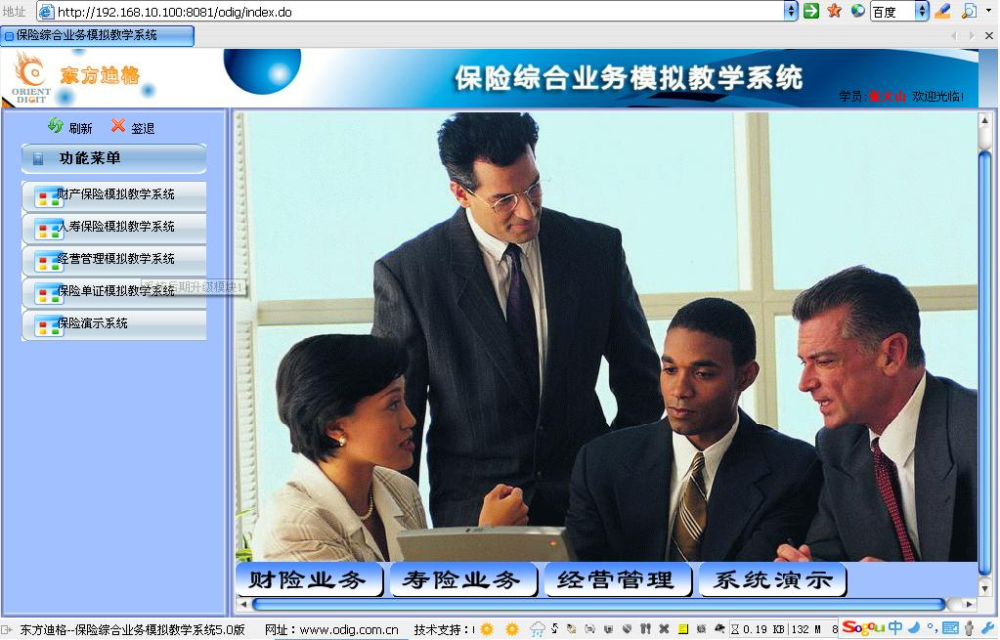 地址 http://192.168.10.100:8081/odig/index.do 百度
保险综合业务模拟教学系统
东方迪格
ORIENT
DIGIT
保险综合业务模拟教学系统
学员: 欢迎光临!
刷新 签退
功能菜单
财产保险模拟教学系统
人寿保险模拟教学系统
经营管理模拟教学系统
系统后期升级模块1
保险单证模拟教学系统
保险演示系统
财险业务 寿险业务 经营管理 系统演示
东方迪格--保险综合业务模拟教学系统5.0版 网址：www.odig.com.cn 技术支持: 0.19 KB 132 M 8 Sogou 中